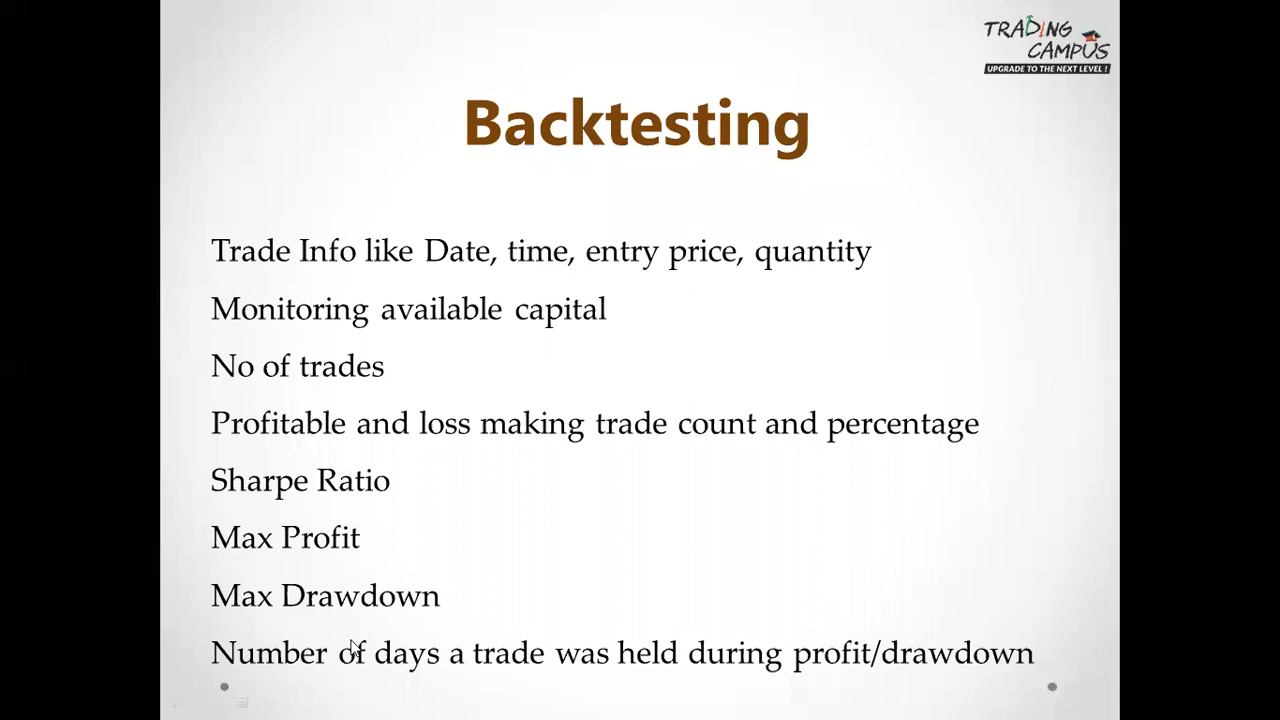 TRADING
CAMPUS
UPGRADE TO THE NEXT LEVEL !
Backtesting
Trade Info like Date, time, entry price, quantity
Monitoring available capital
No of trades
Profitable and loss making trade count and percentage
Sharpe Ratio
Max Profit
Max Drawdown
Number of days a trade was held during profit/drawdown